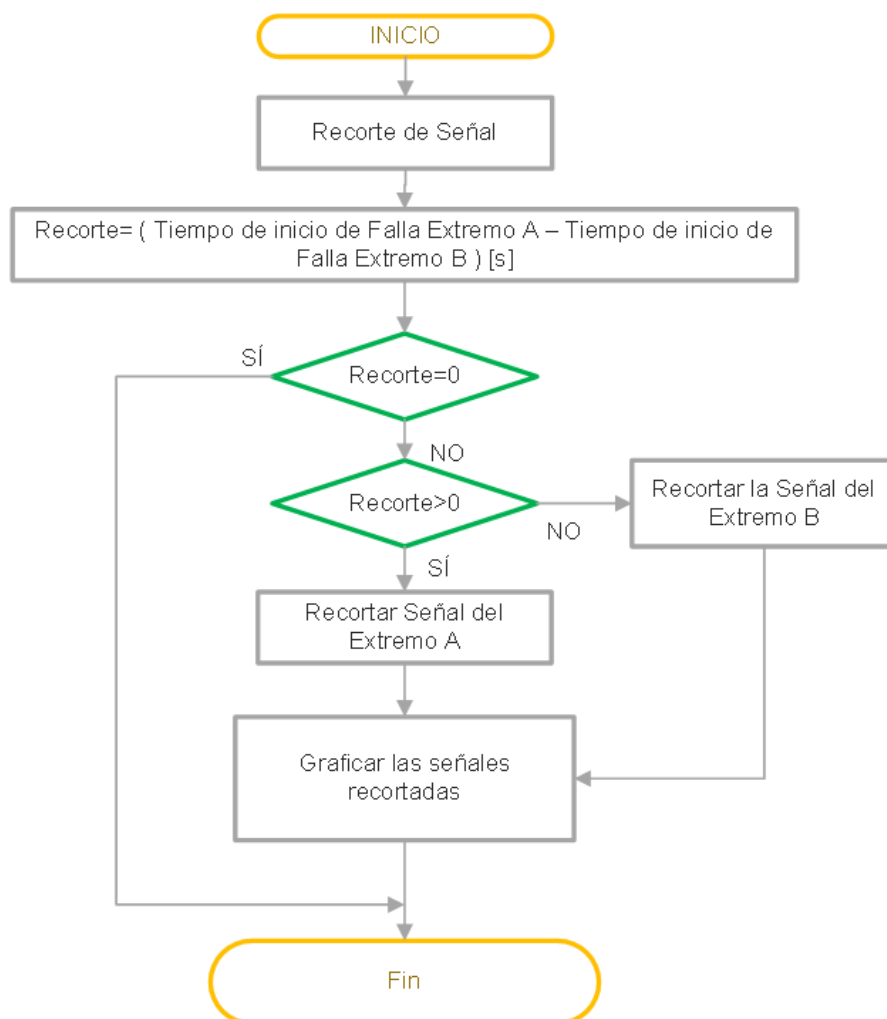 INICIO
Recorte de Señal
Recorte= ( Tiempo de inicio de Falla Extremo A – Tiempo de inicio de
Falla Extremo B ) [s]
SÍ
Recorte=0
NO
Recorte>0
NO
Recortar la Señal del
Extremo B
SÍ
Recortar Señal del
Extremo A
Graficar las señales
recortadas
Fin